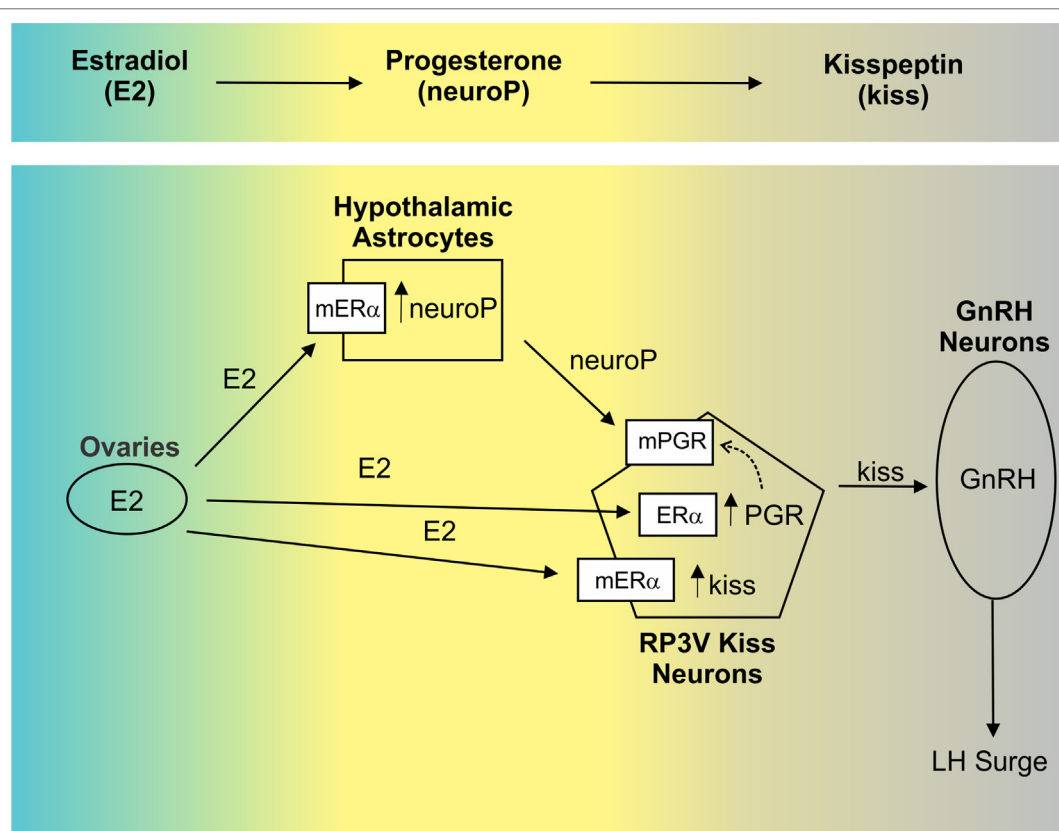 Estradiol
(E2)
Progesterone
(neuroP)
Kisspeptin
(kiss)
Hypothalamic
Astrocytes
mERα
neuroP
E2
neuroP
GnRH
Neurons
Ovaries
E2
E2
mPGR
kiss
GnRH
ERα
PGR
E2
mERα
kiss
RP3V Kiss
Neurons
LH Surge